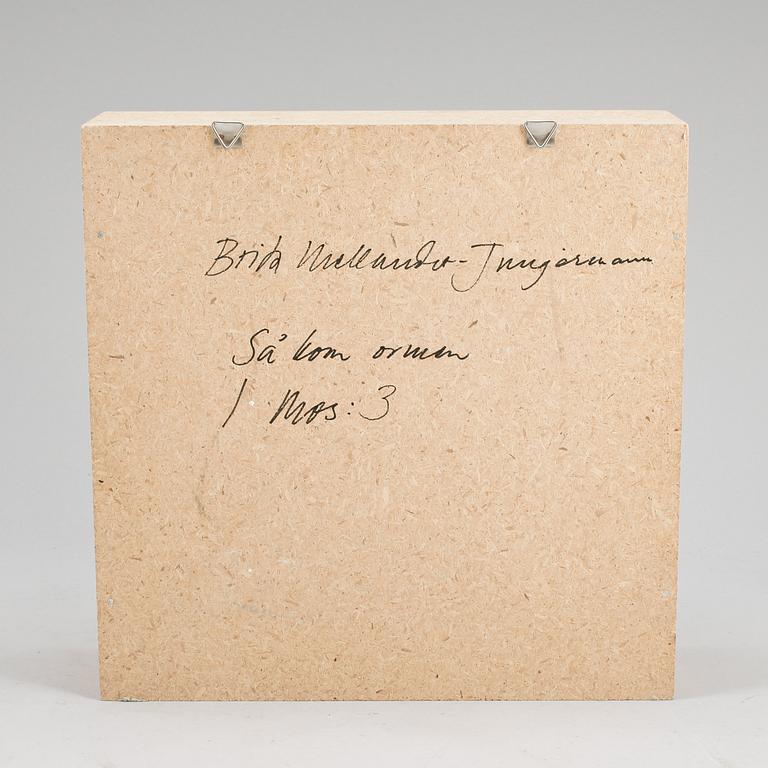 Brita Mellander-Jungermann
Så kom ormen
1 Mos: 3